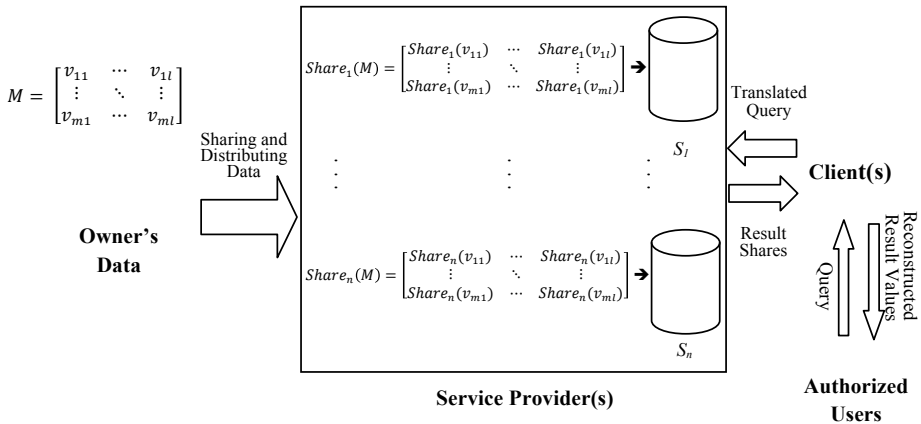 M = [v₁₁ ⋯ v₁ₗ
⋮ ⋱ ⋮
vₘ₁ ⋯ vₘₗ]
Sharing and
Distributing
Data
Owner's
Data
Share₁(M) = [Share₁(v₁₁) ⋯ Share₁(v₁ₗ)
⋮ ⋱ ⋮
Share₁(vₘ₁) ⋯ Share₁(vₘₗ)] ➔
S_l
. . .
. . .
. . .
Shareₙ(M) = [Shareₙ(v₁₁) ⋯ Shareₙ(v₁ₗ)
⋮ ⋱ ⋮
Shareₙ(vₘ₁) ⋯ Shareₙ(vₘₗ)] ➔
Sₙ
Service Provider(s)
Translated
Query
Client(s)
Result
Shares
Query
Reconstructed
Result Values
Authorized
Users